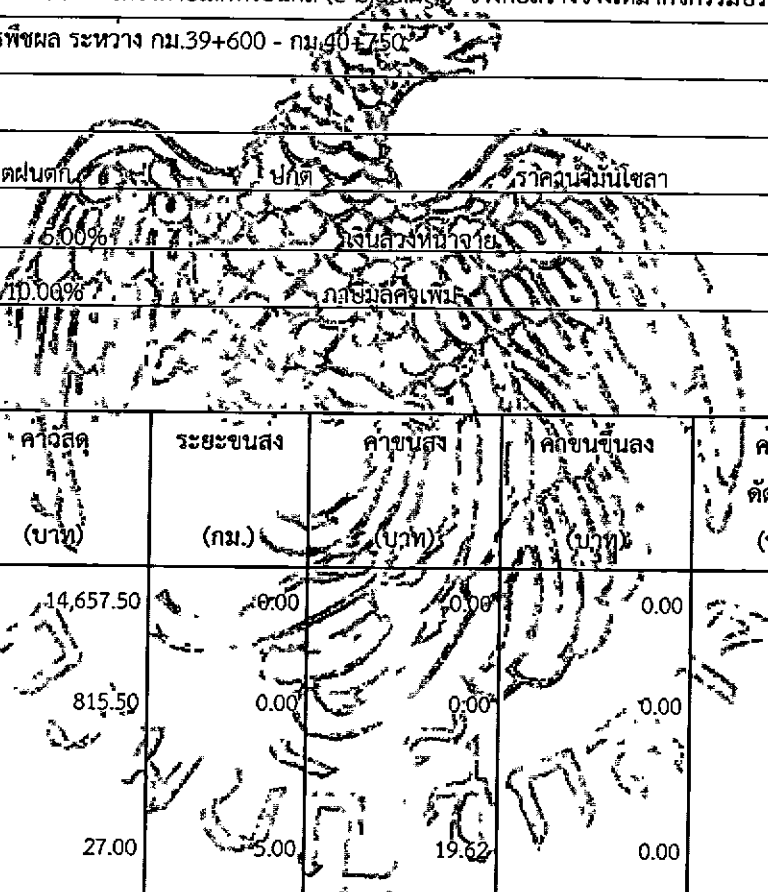 รพืชผล ระหว่าง กม.39+600 - กม.40+750
ตฝนตก ปกติ ราคาน้ำมันโซลา
5.00% เงินล่วงหน้าจ่าย
10.00% ภาษีมูลค่าเพิ่ม
ค่าวัสดุ ระยะขนส่ง ค่าขนส่ง ค่าขนขึ้นลง
(บาท) (กม.) (บาท) (บาท)
14,657.50 0.00 0.00 0.00
815.50 0.00 0.00 0.00
27.00 5.00 19.62 0.00